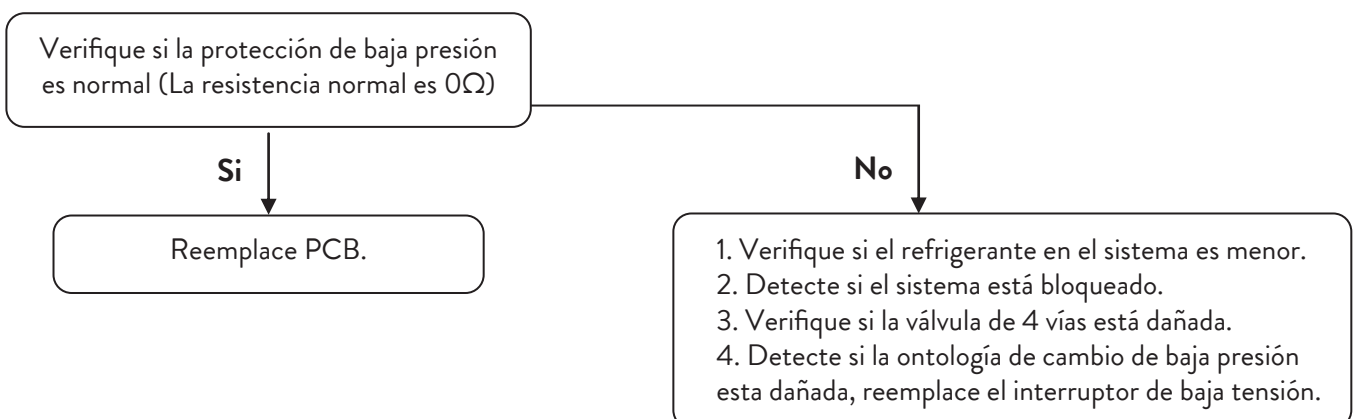 Verifique si la protección de baja presión
es normal (La resistencia normal es 0Ω)
Si
No
Reemplace PCB.
1. Verifique si el refrigerante en el sistema es menor.
2. Detecte si el sistema está bloqueado.
3. Verifique si la válvula de 4 vías está dañada.
4. Detecte si la ontología de cambio de baja presión
esta dañada, reemplace el interruptor de baja tensión.